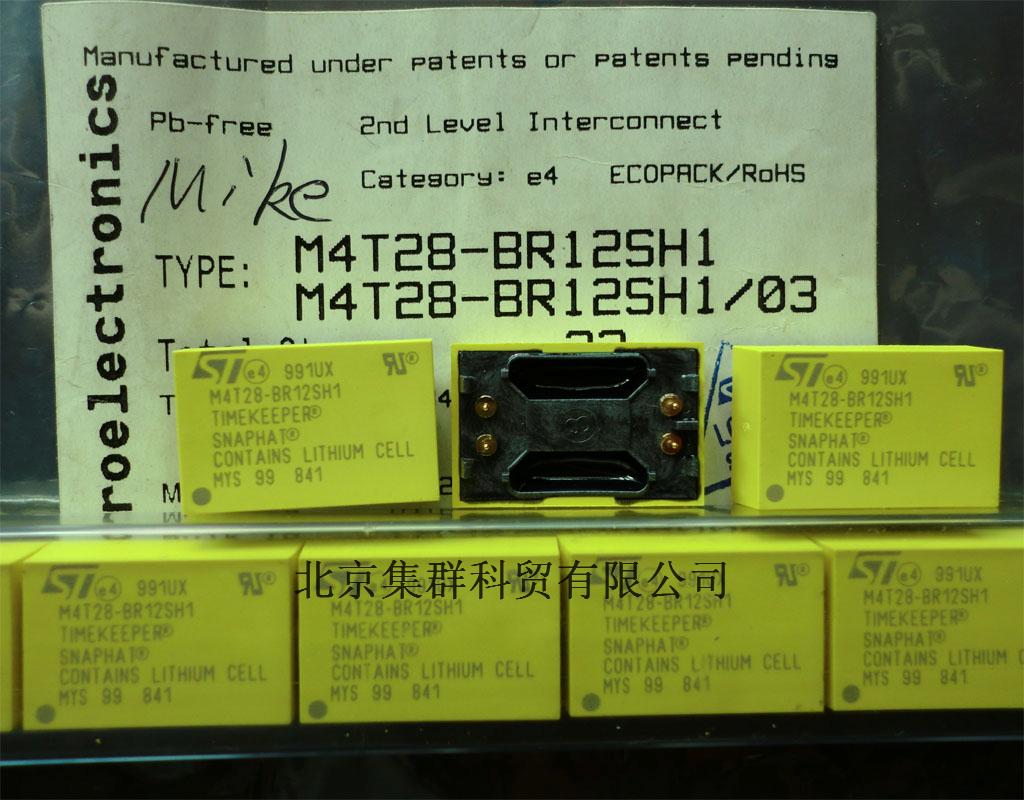 Manufactured under patents or patents pending
Pb-free 2nd Level Interconnect
Mike
Category: e4 ECOPACK/RoHS
TYPE: M4T28-BR12SH1
M4T28-BR12SH1/03
roelectronics
ST e4 991UX
M4T28-BR12SH1
TIMEKEEPER®
SNAPHAT®
CONTAINS LITHIUM CELL
MYS 99 841
ST e4 991UX
M4T28-BR12SH1
TIMEKEEPER®
SNAPHAT®
CONTAINS LITHIUM CELL
MYS 99 841
北京集群科贸有限公司
ST e4 991UX
M4T28-BR12SH1
TIMEKEEPER®
SNAPHAT®
CONTAINS LITHIUM CELL
MYS 99 841
M4T28-BR12SH1
TIMEKEEPER®
SNAPHAT®
CONTAINS LITHIUM CELL
MYS 99 841
991UX
M4T28-BR12SH1
TIMEKEEPER®
SNAPHAT®
CONTAINS LITHIUM CELL
MYS 99 841
ST e4 991UX
M4T28-BR12SH1
TIMEKEEPER®
SNAPHAT®
CONTAINS LITHIUM
MYS 99 841